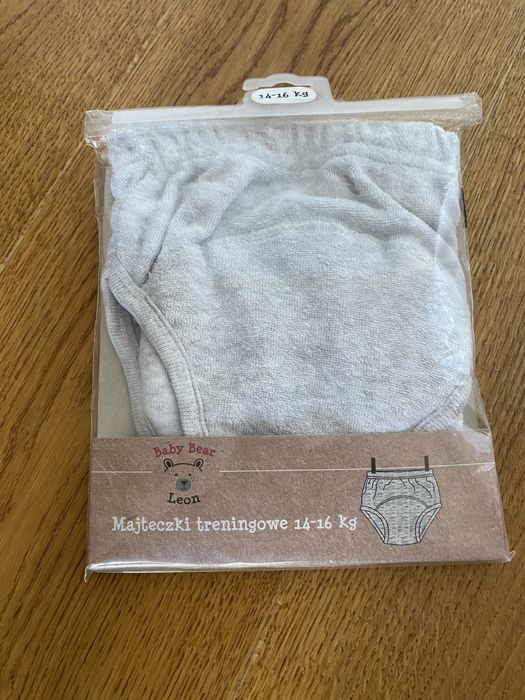 14-16 kg
Baby Bear
Leon
Majteczki treningowe 14-16 kg